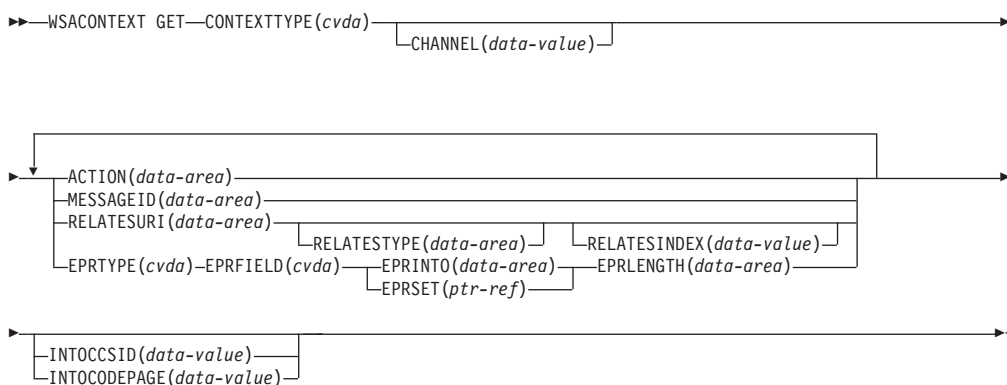 WSACONTEXT GET CONTEXTTYPE(cvda)
CHANNEL(data-value)
ACTION(data-area)
MESSAGEID(data-area)
RELATESURI(data-area)
RELATESTYPE(data-area) RELATESINDEX(data-value)
EPRTYPE(cvda) EPRFIELD(cvda) EPRINTO(data-area) EPRLENGTH(data-area)
EPRSET(ptr-ref)
INTOCCSID(data-value)
INTOCODEPAGE(data-value)